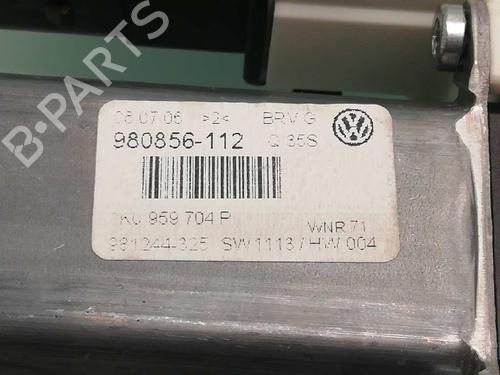 B-PARTS
08.07.06 >2< BRV G
980856-112 Q 35S
1K0 959 704 P
WNR 71
981244-325 SW 1113 / HW 004